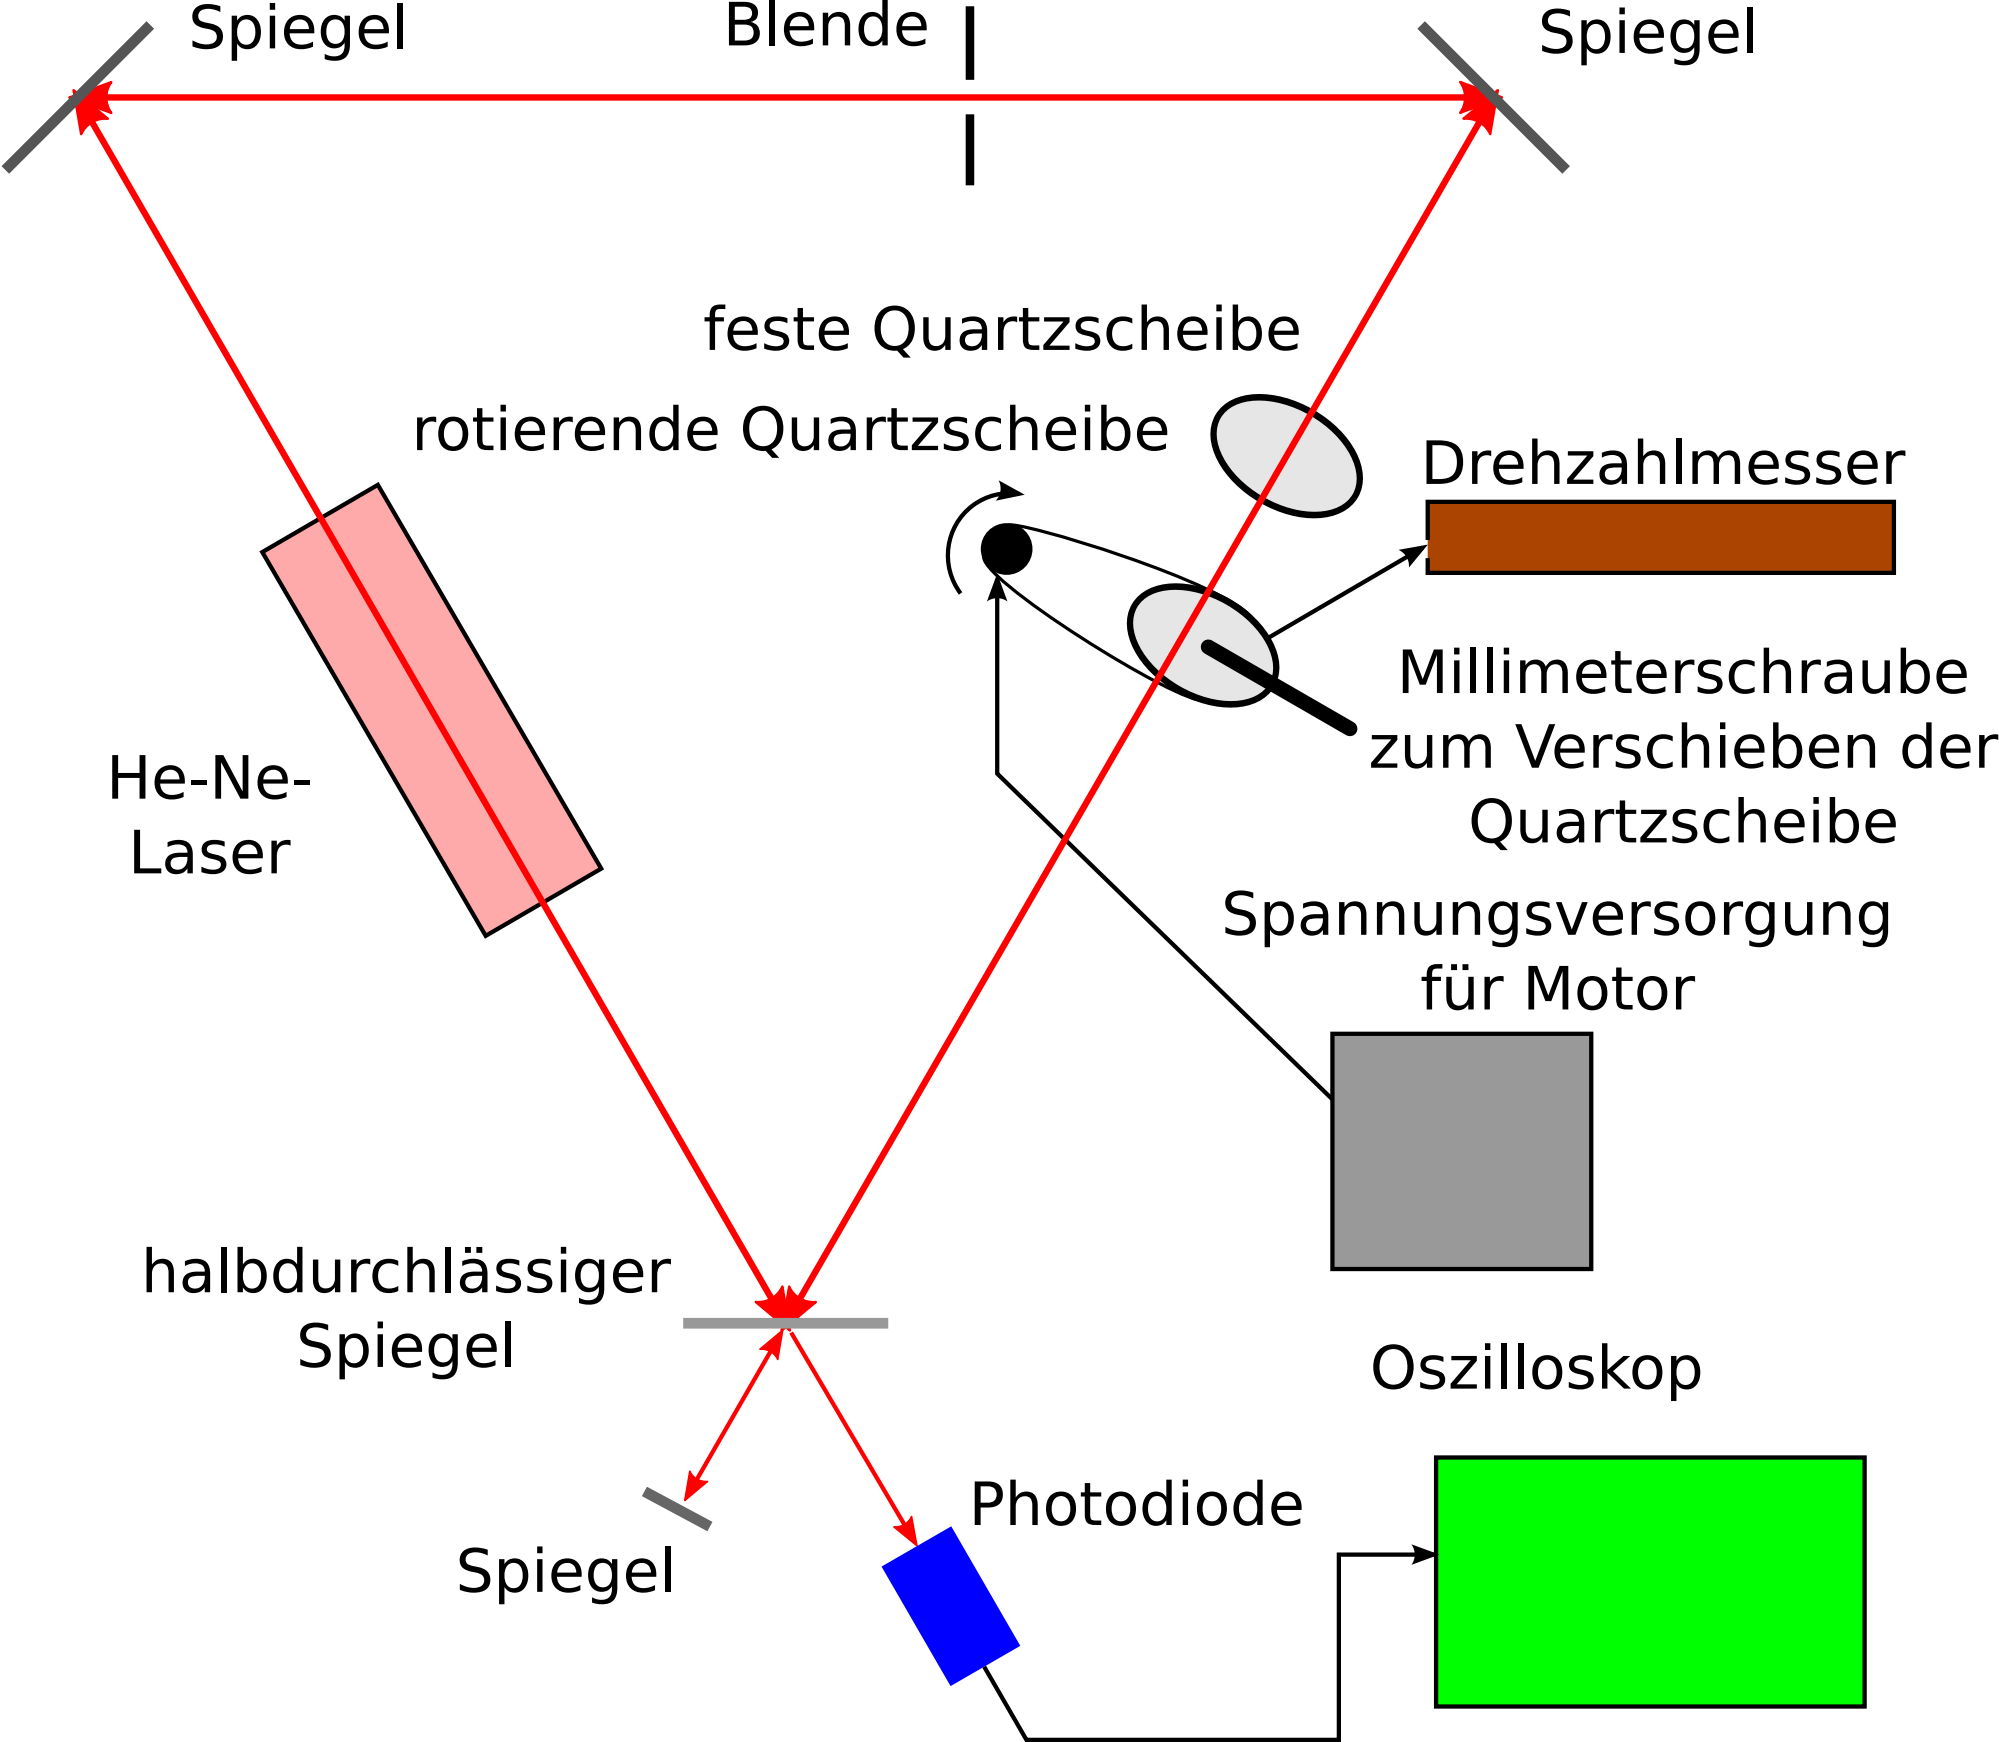 Spiegel
Blende
Spiegel
feste Quartzscheibe
rotierende Quartzscheibe
Drehzahlmesser
Millimeterschraube
zum Verschieben der
Quartzscheibe
He-Ne-
Laser
Spannungsversorgung
für Motor
halbdurchlässiger
Spiegel
Oszilloskop
Photodiode
Spiegel